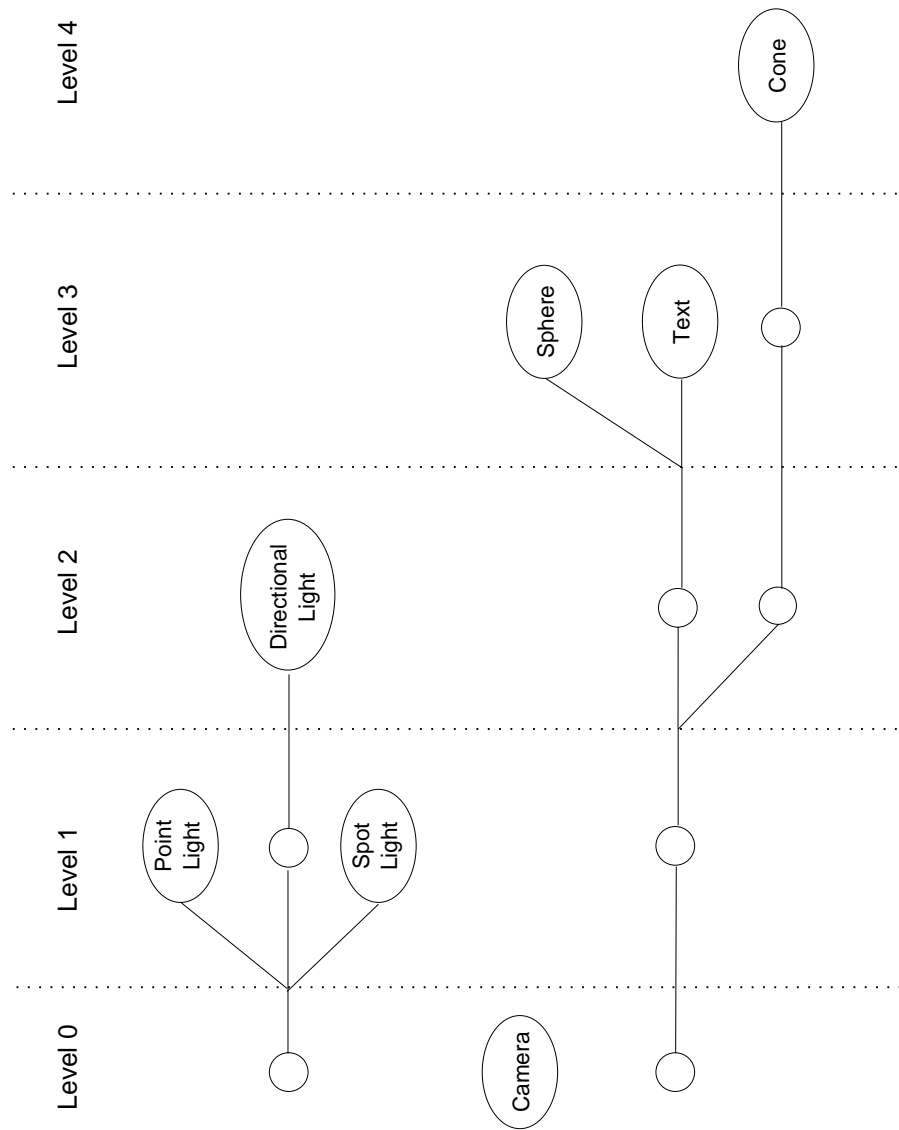 Level 0
Level 1
Level 2
Level 3
Level 4
Point
Light
Directional
Light
Spot
Light
Camera
Sphere
Text
Cone